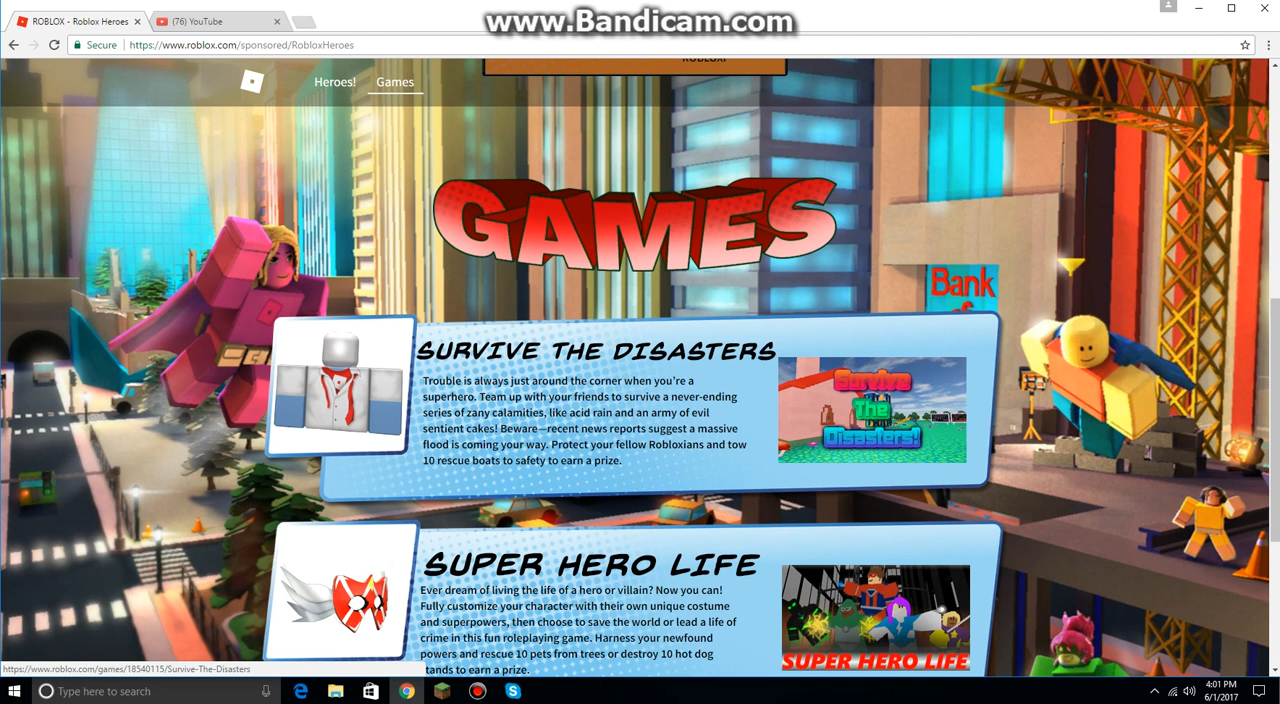 www.Bandicam.com
ROBLOX - Roblox Heroes
(76) YouTube
Secure
https://www.roblox.com/sponsored/RobloxHeroes
ROBLOX!
Heroes!
Games
GAMES
Bank
SURVIVE THE DISASTERS
Trouble is always just around the corner when you're a
superhero. Team up with your friends to survive a never-ending
series of zany calamities, like acid rain and an army of evil
sentient cakes! Beware—recent news reports suggest a massive
flood is coming your way. Protect your fellow Robloxians and tow
10 rescue boats to safety to earn a prize.
Survive
The
Disasters!
SUPER HERO LIFE
Ever dream of living the life of a hero or villain? Now you can!
Fully customize your character with their own unique costume
and superpowers, then choose to save the world or lead a life of
crime in this fun roleplaying game. Harness your newfound
powers and rescue 10 pets from trees or destroy 10 hot dog
stands to earn a prize.
SUPER HERO LIFE
https://www.roblox.com/games/18540115/Survive-The-Disasters
Type here to search
4:01 PM
6/1/2017